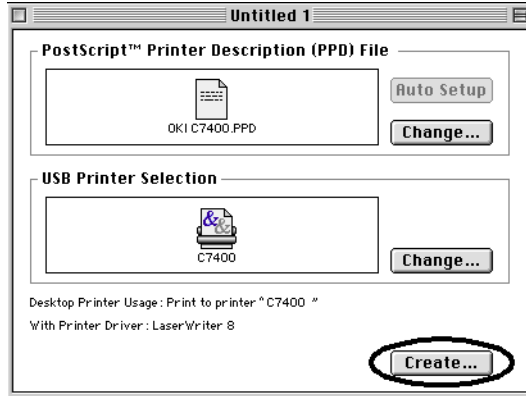 Untitled 1
PostScript™ Printer Description (PPD) File
Auto Setup
OKI C7400.PPD
Change...
USB Printer Selection
&&
C7400
Change...
Desktop Printer Usage: Print to printer “C7400 ”
With Printer Driver: LaserWriter 8
Create...